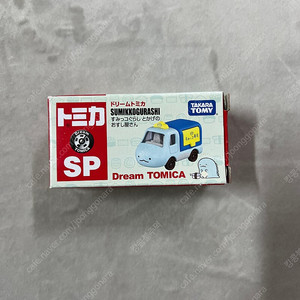 トミカ
SP
ドリームトミカ
SUMIKKOGURASHI
すみっコぐらし とかげの
おすし屋さん
TAKARA
TOMY
Dream TOMICA